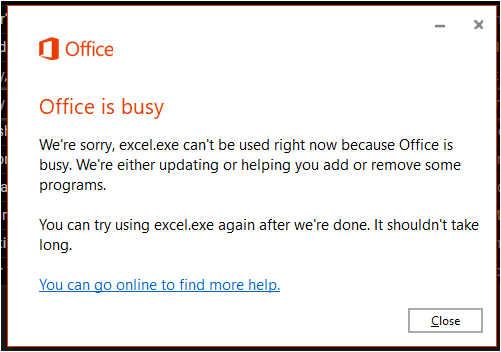 Office
Office is busy
We're sorry, excel.exe can't be used right now because Office is
busy. We're either updating or helping you add or remove some
programs.
You can try using excel.exe again after we're done. It shouldn't take
long.
You can go online to find more help.
Close